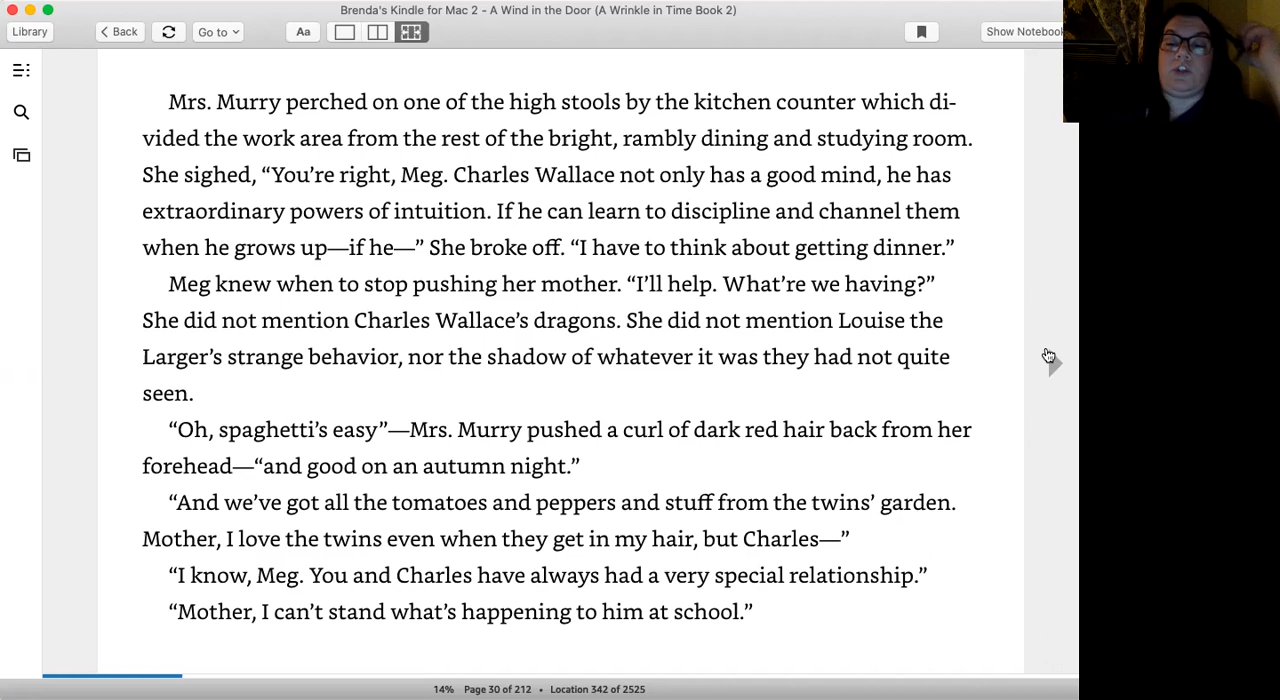 Brenda's Kindle for Mac 2 - A Wind in the Door (A Wrinkle in Time Book 2)
Library
Back
Go to
Aa
Show Notebook
Mrs. Murry perched on one of the high stools by the kitchen counter which di-
vided the work area from the rest of the bright, rambly dining and studying room.
She sighed, “You’re right, Meg. Charles Wallace not only has a good mind, he has
extraordinary powers of intuition. If he can learn to discipline and channel them
when he grows up—if he—” She broke off. “I have to think about getting dinner.”
Meg knew when to stop pushing her mother. “I’ll help. What’re we having?”
She did not mention Charles Wallace’s dragons. She did not mention Louise the
Larger’s strange behavior, nor the shadow of whatever it was they had not quite
seen.
“Oh, spaghetti’s easy”—Mrs. Murry pushed a curl of dark red hair back from her
forehead—“and good on an autumn night.”
“And we’ve got all the tomatoes and peppers and stuff from the twins’ garden.
Mother, I love the twins even when they get in my hair, but Charles—”
“I know, Meg. You and Charles have always had a very special relationship.”
“Mother, I can’t stand what’s happening to him at school.”
14% Page 30 of 212 • Location 342 of 2525